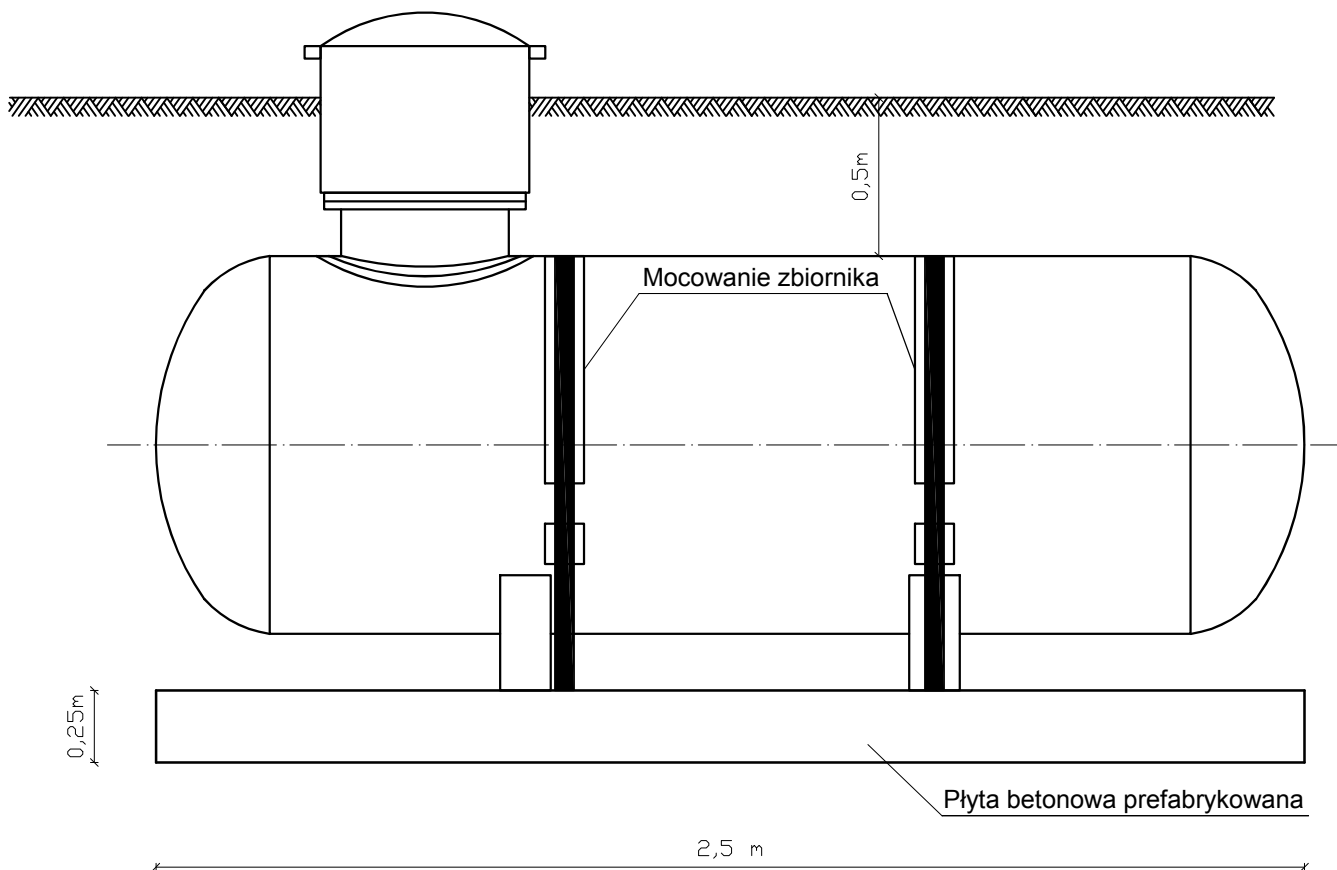 0,5m
Mocowanie zbiornika
0,25m
Płyta betonowa prefabrykowana
2,5 m